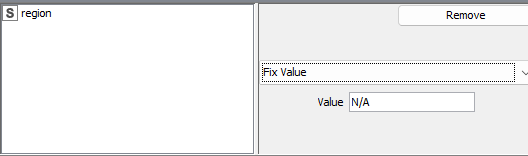 S region
Remove
Fix Value
Value N/A